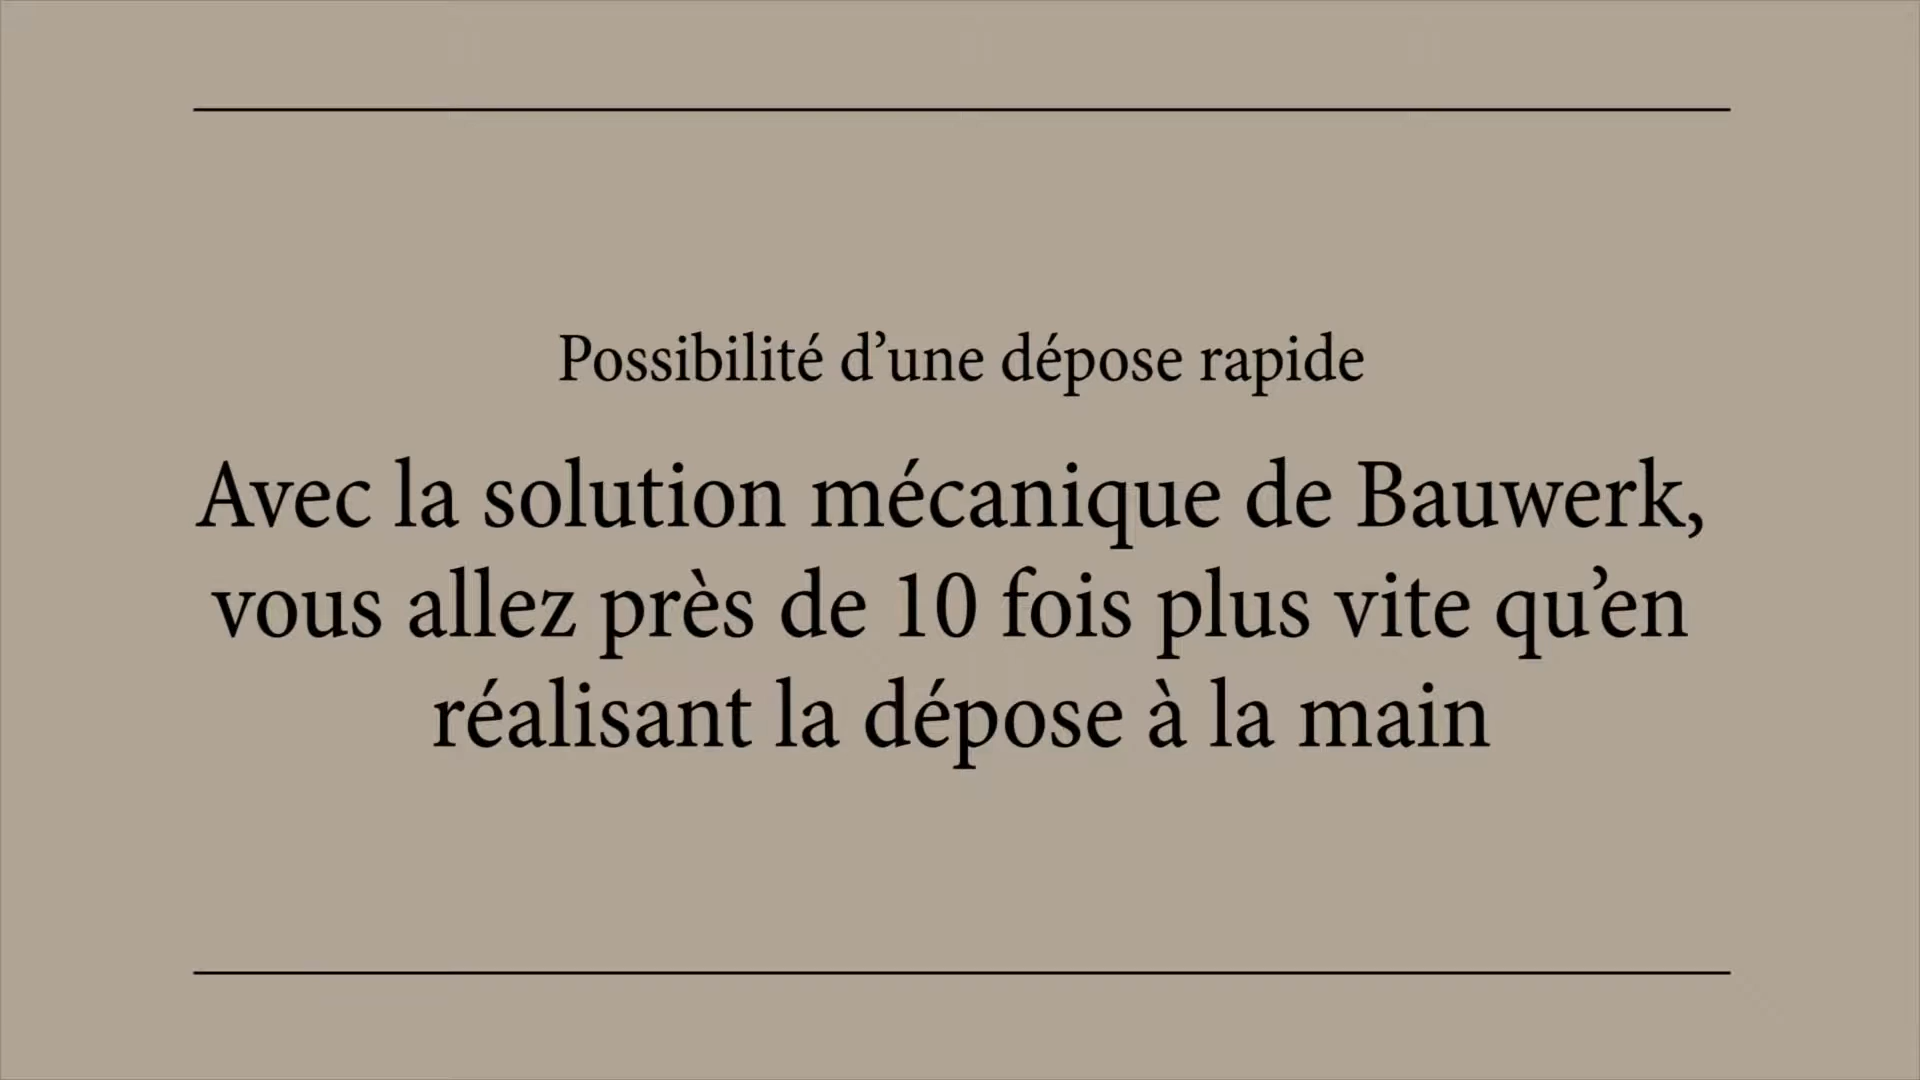 Possibilité d’une dépose rapide
Avec la solution mécanique de Bauwerk,
vous allez près de 10 fois plus vite qu’en
réalisant la dépose à la main